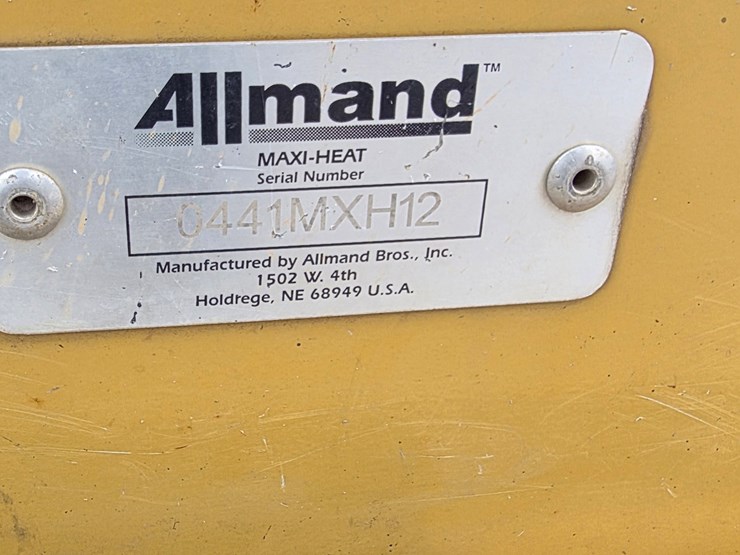 Allmand™
MAXI-HEAT
Serial Number
0441MXH12
Manufactured by Allmand Bros., Inc.
1502 W. 4th
Holdrege, NE 68949 U.S.A.